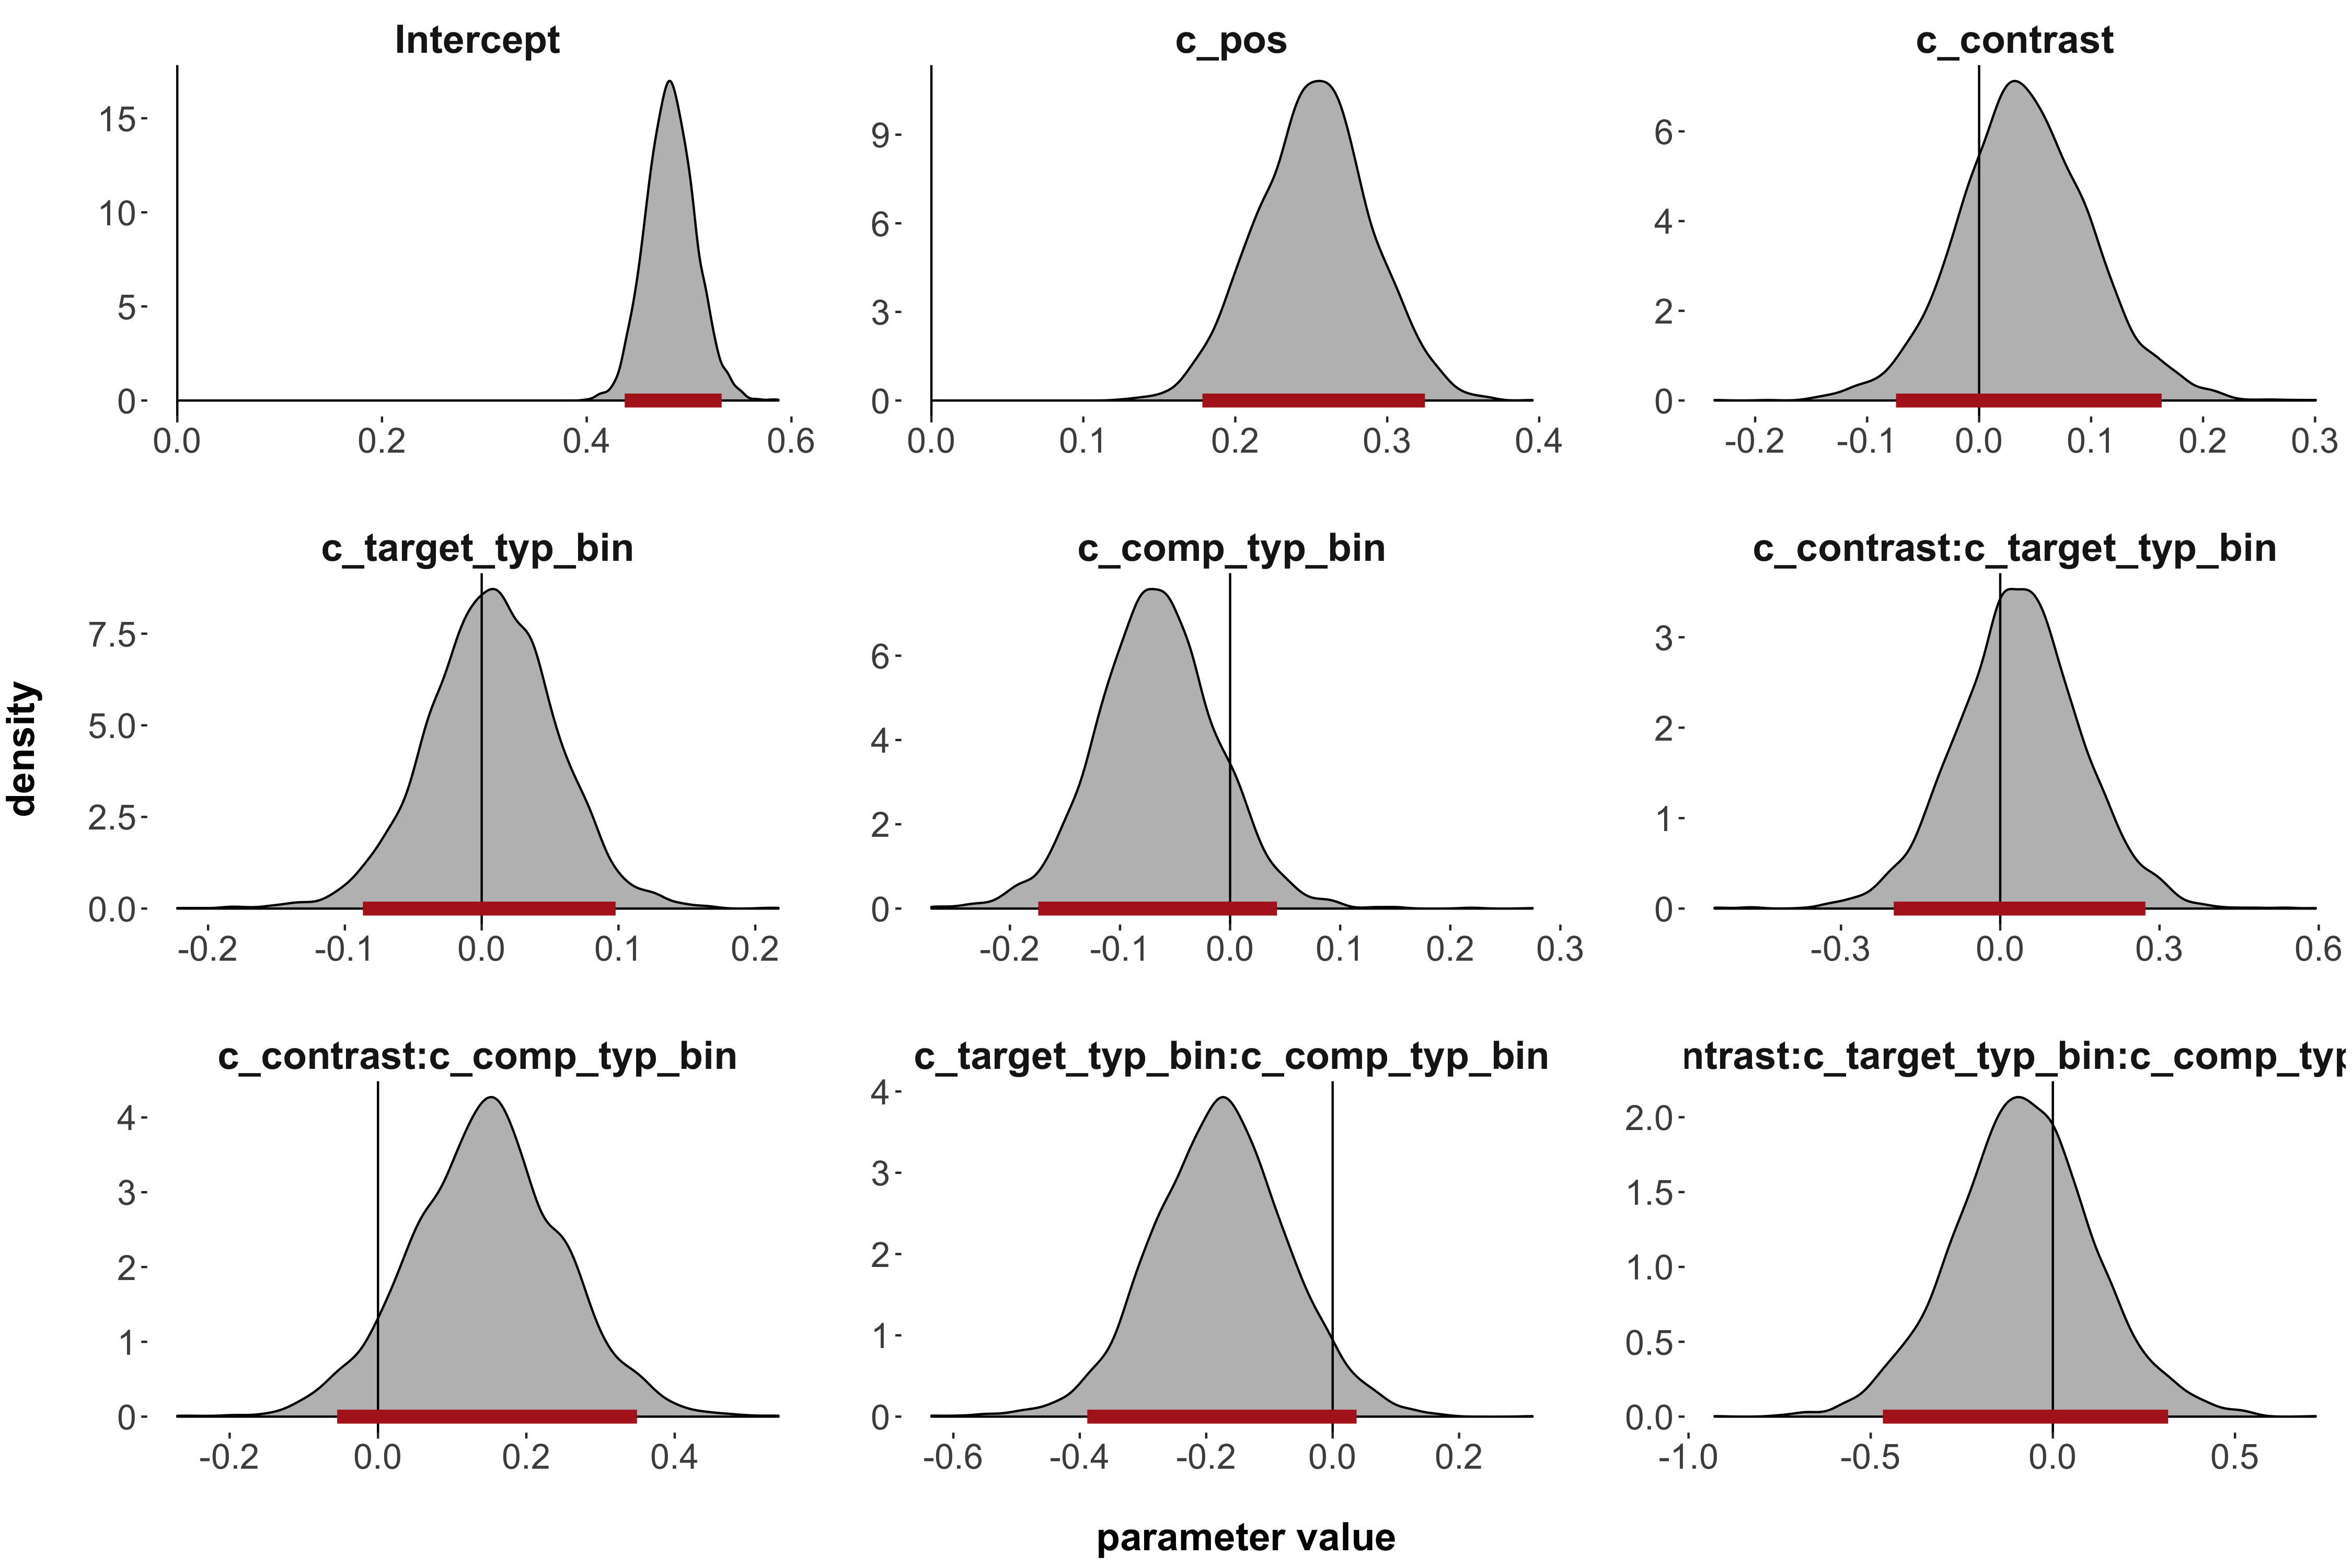 Intercept
15
10
5
0
0.0 0.2 0.4 0.6
c_pos
9
6
3
0
0.0 0.1 0.2 0.3 0.4
c_contrast
6
4
2
0
-0.2 -0.1 0.0 0.1 0.2 0.3
density
c_target_typ_bin
7.5
5.0
2.5
0.0
-0.2 -0.1 0.0 0.1 0.2
c_comp_typ_bin
6
4
2
0
-0.2 -0.1 0.0 0.1 0.2 0.3
c_contrast:c_target_typ_bin
3
2
1
0
-0.3 0.0 0.3 0.6
c_contrast:c_comp_typ_bin
4
3
2
1
0
-0.2 0.0 0.2 0.4
c_target_typ_bin:c_comp_typ_bin
4
3
2
1
0
-0.6 -0.4 -0.2 0.0 0.2
ntrast:c_target_typ_bin:c_comp_typ
2.0
1.5
1.0
0.5
0.0
-1.0 -0.5 0.0 0.5
parameter value